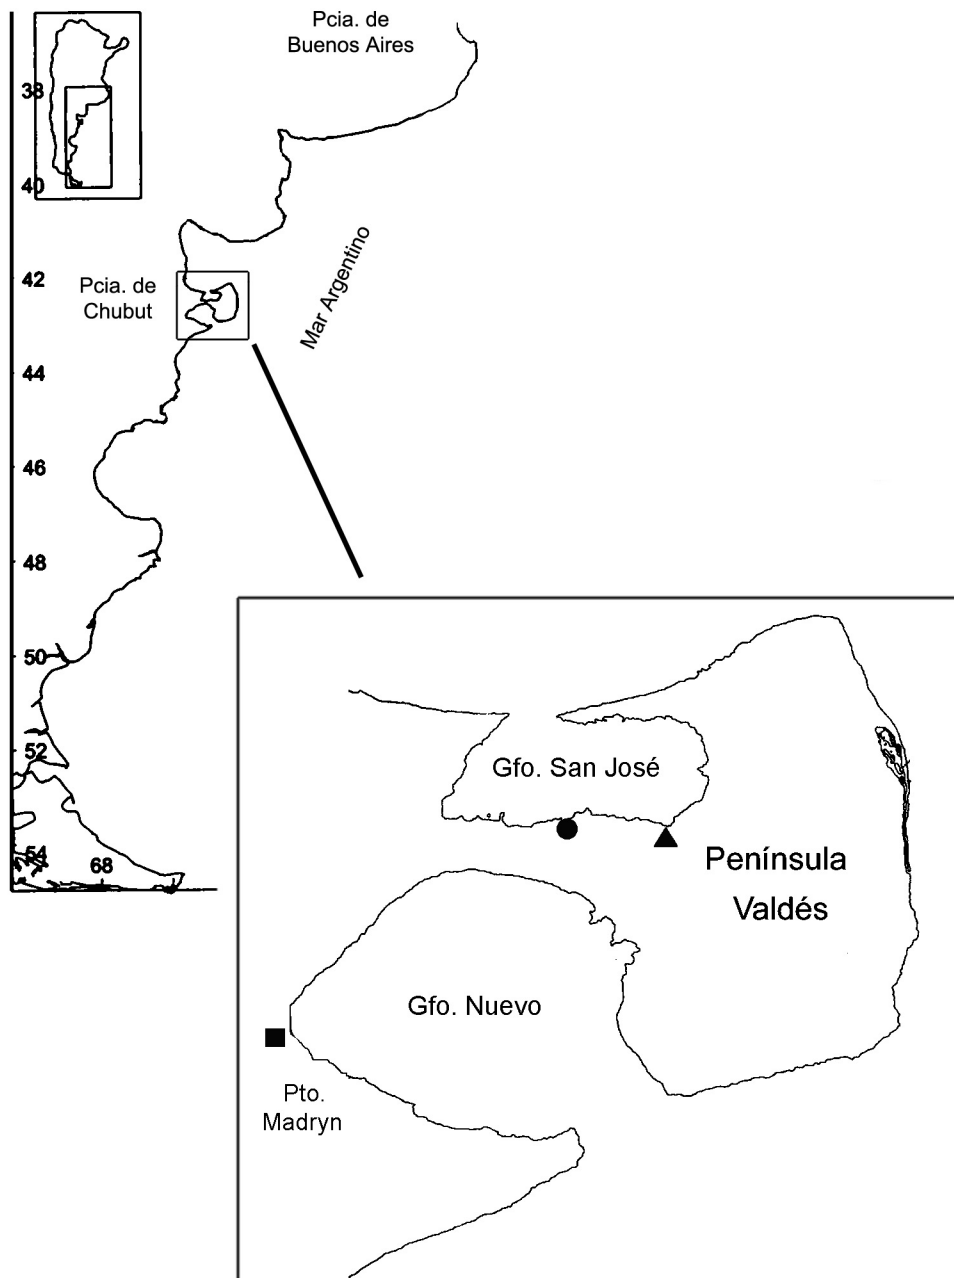 Pcia. de
Buenos Aires
38
40
42
Pcia. de
Chubut
Mar Argentino
44
46
48
50
52
54
68
Gfo. San José
Península
Valdés
Gfo. Nuevo
Pto.
Madryn